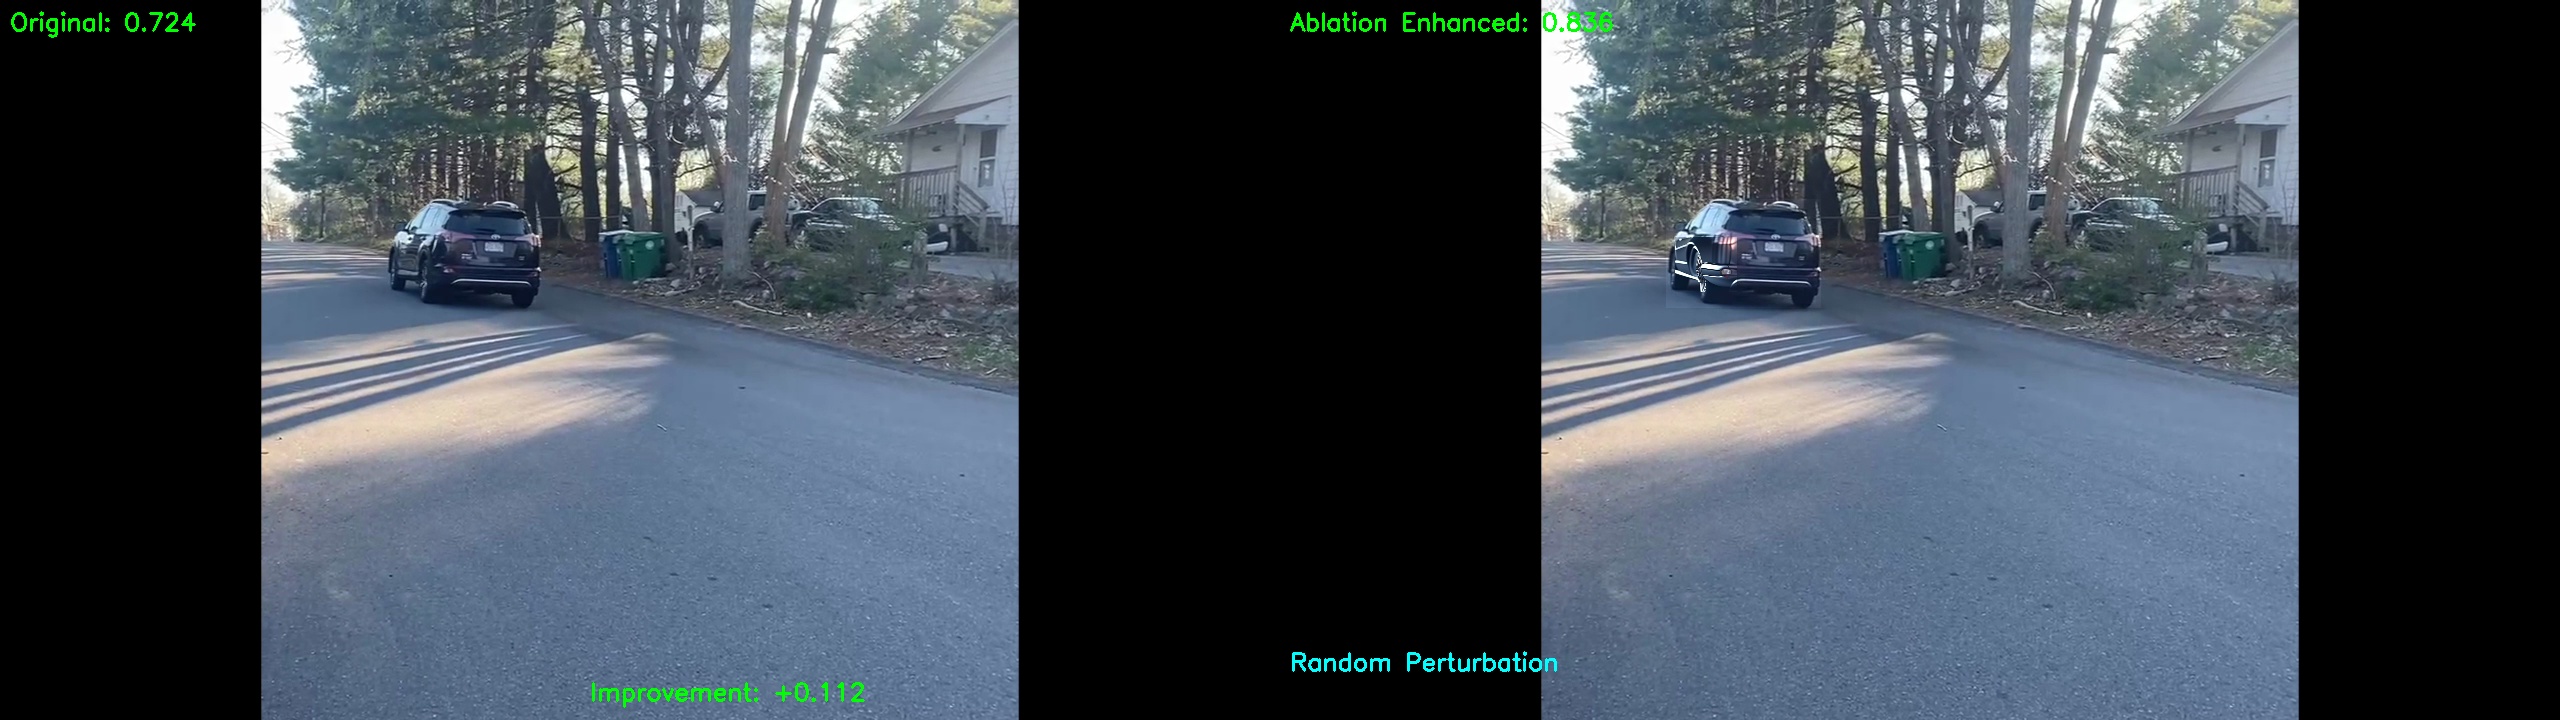 Original: 0.724
Ablation Enhanced: 0.836
Random Perturbation
Improvement: +0.112